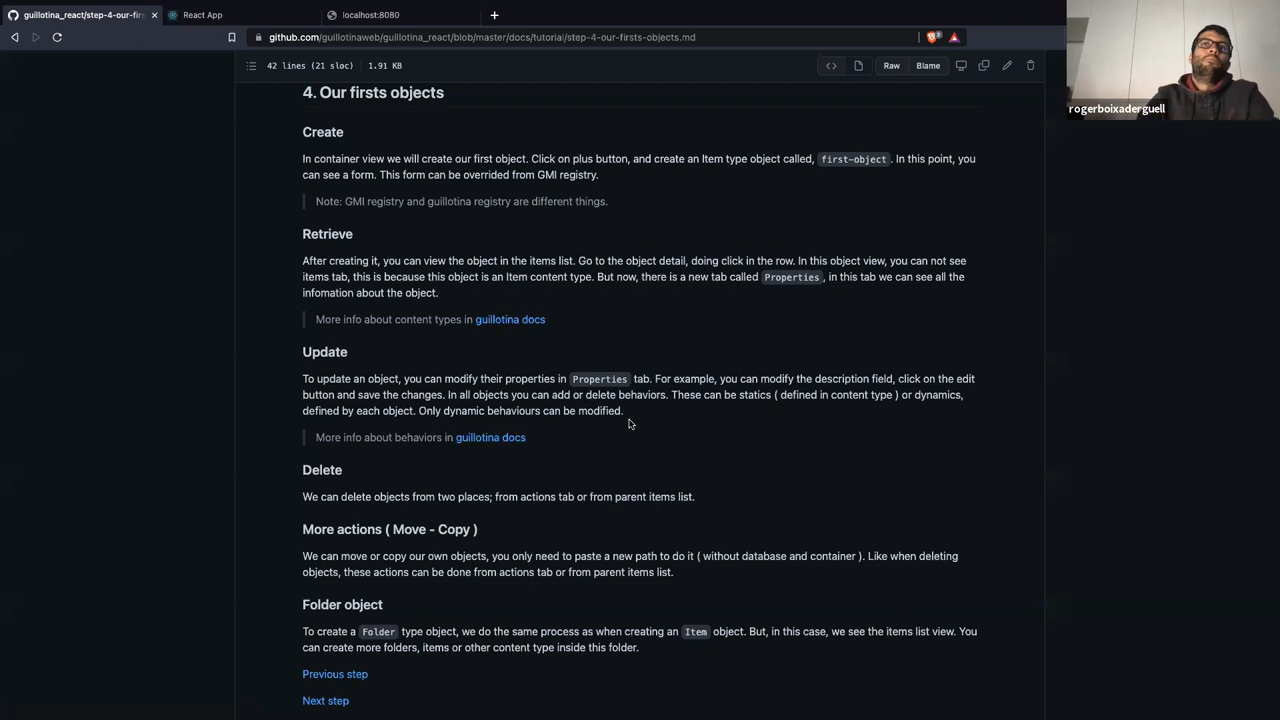 guillotina_react/step-4-our-firs
React App
localhost:8080
github.com/guillotinaweb/guillotina_react/blob/master/docs/tutorial/step-4-our-firsts-objects.md
rogerboixaderguell
42 lines (21 sloc) 1.91 KB
Raw
Blame
4. Our firsts objects
Create
In container view we will create our first object. Click on plus button, and create an Item type object called, first-object. In this point, you
can see a form. This form can be overrided from GMI registry.
Note: GMI registry and guillotina registry are different things.
Retrieve
After creating it, you can view the object in the items list. Go to the object detail, doing click in the row. In this object view, you can not see
items tab, this is because this object is an Item content type. But now, there is a new tab called Properties, in this tab we can see all the
infomation about the object.
More info about content types in guillotina docs
Update
To update an object, you can modify their properties in Properties tab. For example, you can modify the description field, click on the edit
button and save the changes. In all objects you can add or delete behaviors. These can be statics ( defined in content type ) or dynamics,
defined by each object. Only dynamic behaviours can be modified.
More info about behaviors in guillotina docs
Delete
We can delete objects from two places; from actions tab or from parent items list.
More actions ( Move - Copy )
We can move or copy our own objects, you only need to paste a new path to do it ( without database and container ). Like when deleting
objects, these actions can be done from actions tab or from parent items list.
Folder object
To create a Folder type object, we do the same process as when creating an Item object. But, in this case, we see the items list view. You
can create more folders, items or other content type inside this folder.
Previous step
Next step